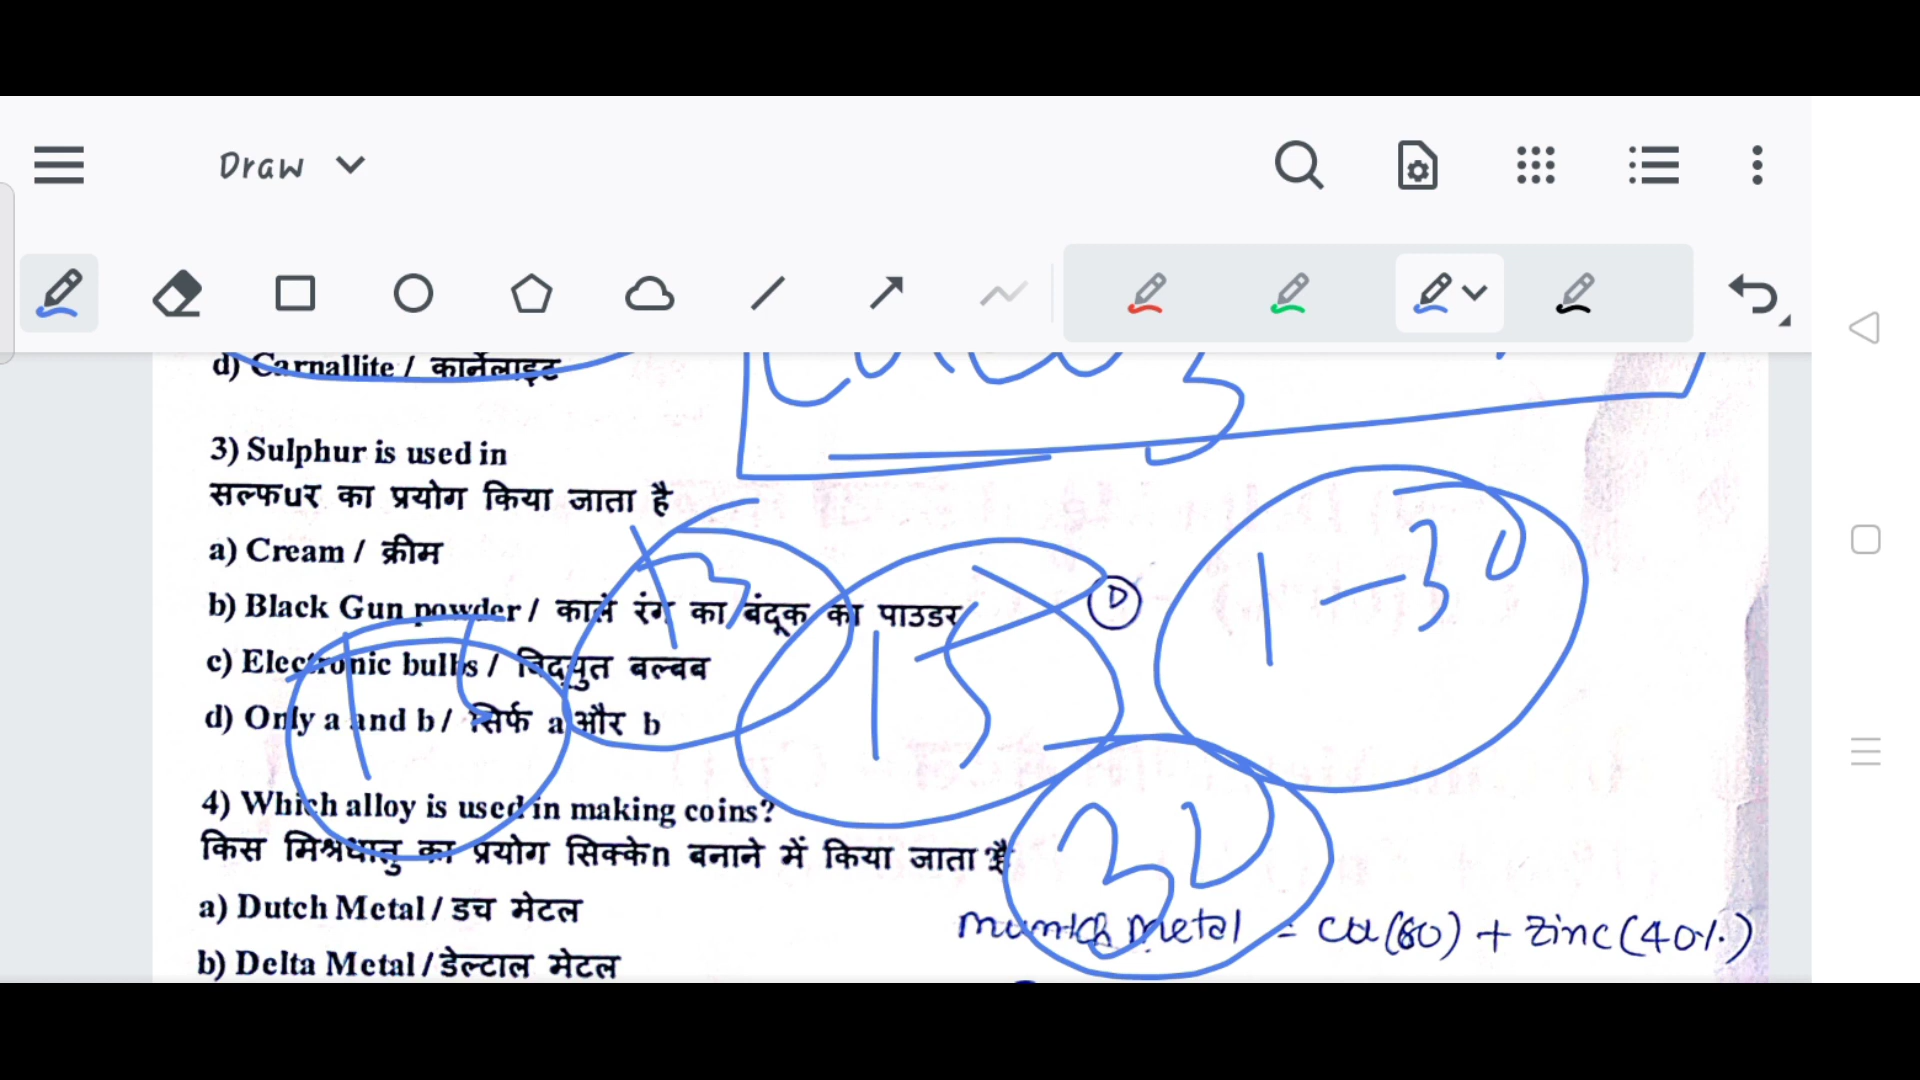 Draw
d) Carnallite / कार्नेलाइट
3) Sulphur is used in
सल्फuर का प्रयोग किया जाता है
a) Cream / क्रीम
b) Black Gun powder / काले रंग का बंदूक का पाउडर
D
1-30
13
c) Electronic bulbs / विद्युत बल्बब
15
d) Only a and b / सिर्फ a और b
4) Which alloy is used in making coins?
किस मिश्रधातु का प्रयोग सिक्केn बनाने में किया जाता है
30
a) Dutch Metal / डच मेटल
metal = cu(60) + zinc(40%)
b) Delta Metal / डेल्टाल मेटल